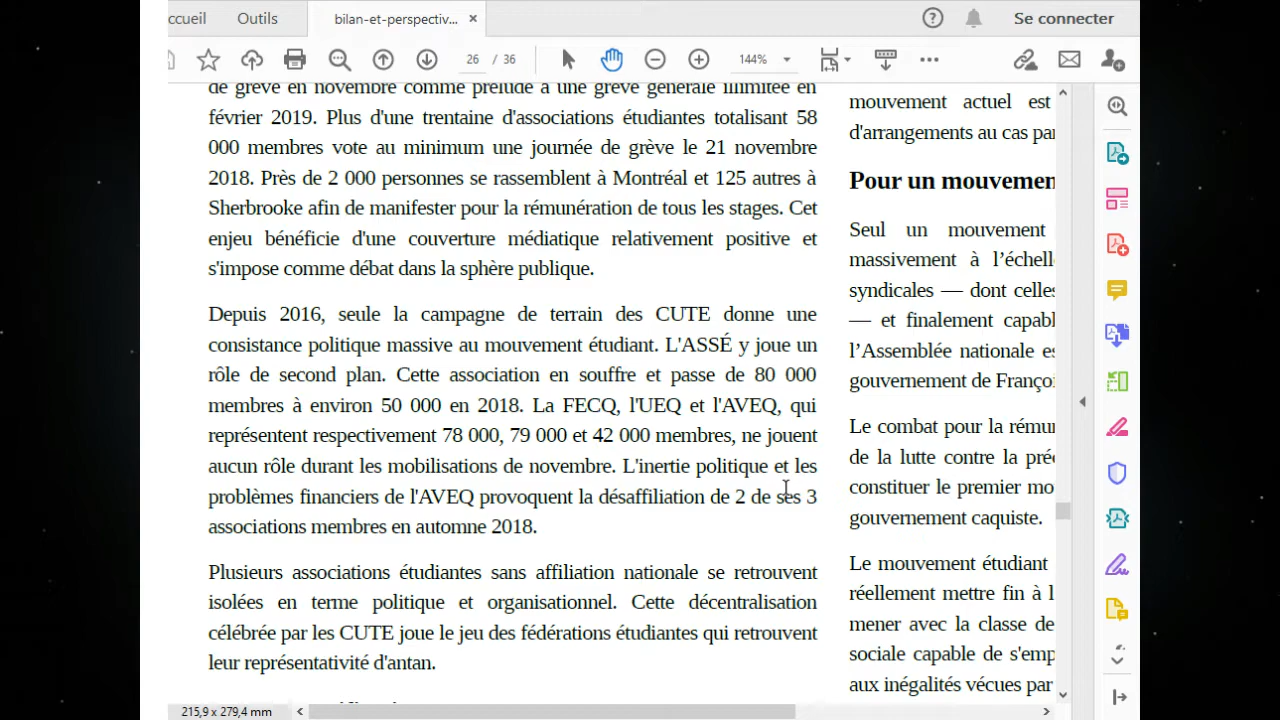 ccueil Outils bilan-et-perspectiv... × ? Se connecter
26 / 36 144%
de grève en novembre comme prélude à une grève générale illimitée en
février 2019. Plus d'une trentaine d'associations étudiantes totalisant 58
000 membres vote au minimum une journée de grève le 21 novembre
2018. Près de 2 000 personnes se rassemblent à Montréal et 125 autres à
Sherbrooke afin de manifester pour la rémunération de tous les stages. Cet
enjeu bénéficie d'une couverture médiatique relativement positive et
s'impose comme débat dans la sphère publique.
Depuis 2016, seule la campagne de terrain des CUTE donne une
consistance politique massive au mouvement étudiant. L'ASSÉ y joue un
rôle de second plan. Cette association en souffre et passe de 80 000
membres à environ 50 000 en 2018. La FECQ, l'UEQ et l'AVEQ, qui
représentent respectivement 78 000, 79 000 et 42 000 membres, ne jouent
aucun rôle durant les mobilisations de novembre. L'inertie politique et les
problèmes financiers de l'AVEQ provoquent la désaffiliation de 2 de ses 3
associations membres en automne 2018.
Plusieurs associations étudiantes sans affiliation nationale se retrouvent
isolées en terme politique et organisationnel. Cette décentralisation
célébrée par les CUTE joue le jeu des fédérations étudiantes qui retrouvent
leur représentativité d'antan.
mouvement actuel est
d'arrangements au cas par
Pour un mouvemen
Seul un mouvement
massivement à l’échell
syndicales — dont celles
— et finalement capabl
l’Assemblée nationale es
gouvernement de Françoi
Le combat pour la rému
de la lutte contre la pré
constituer le premier mo
gouvernement caquiste.
Le mouvement étudiant
réellement mettre fin à l
mener avec la classe de
sociale capable de s'emp
aux inégalités vécues par
215,9 x 279,4 mm